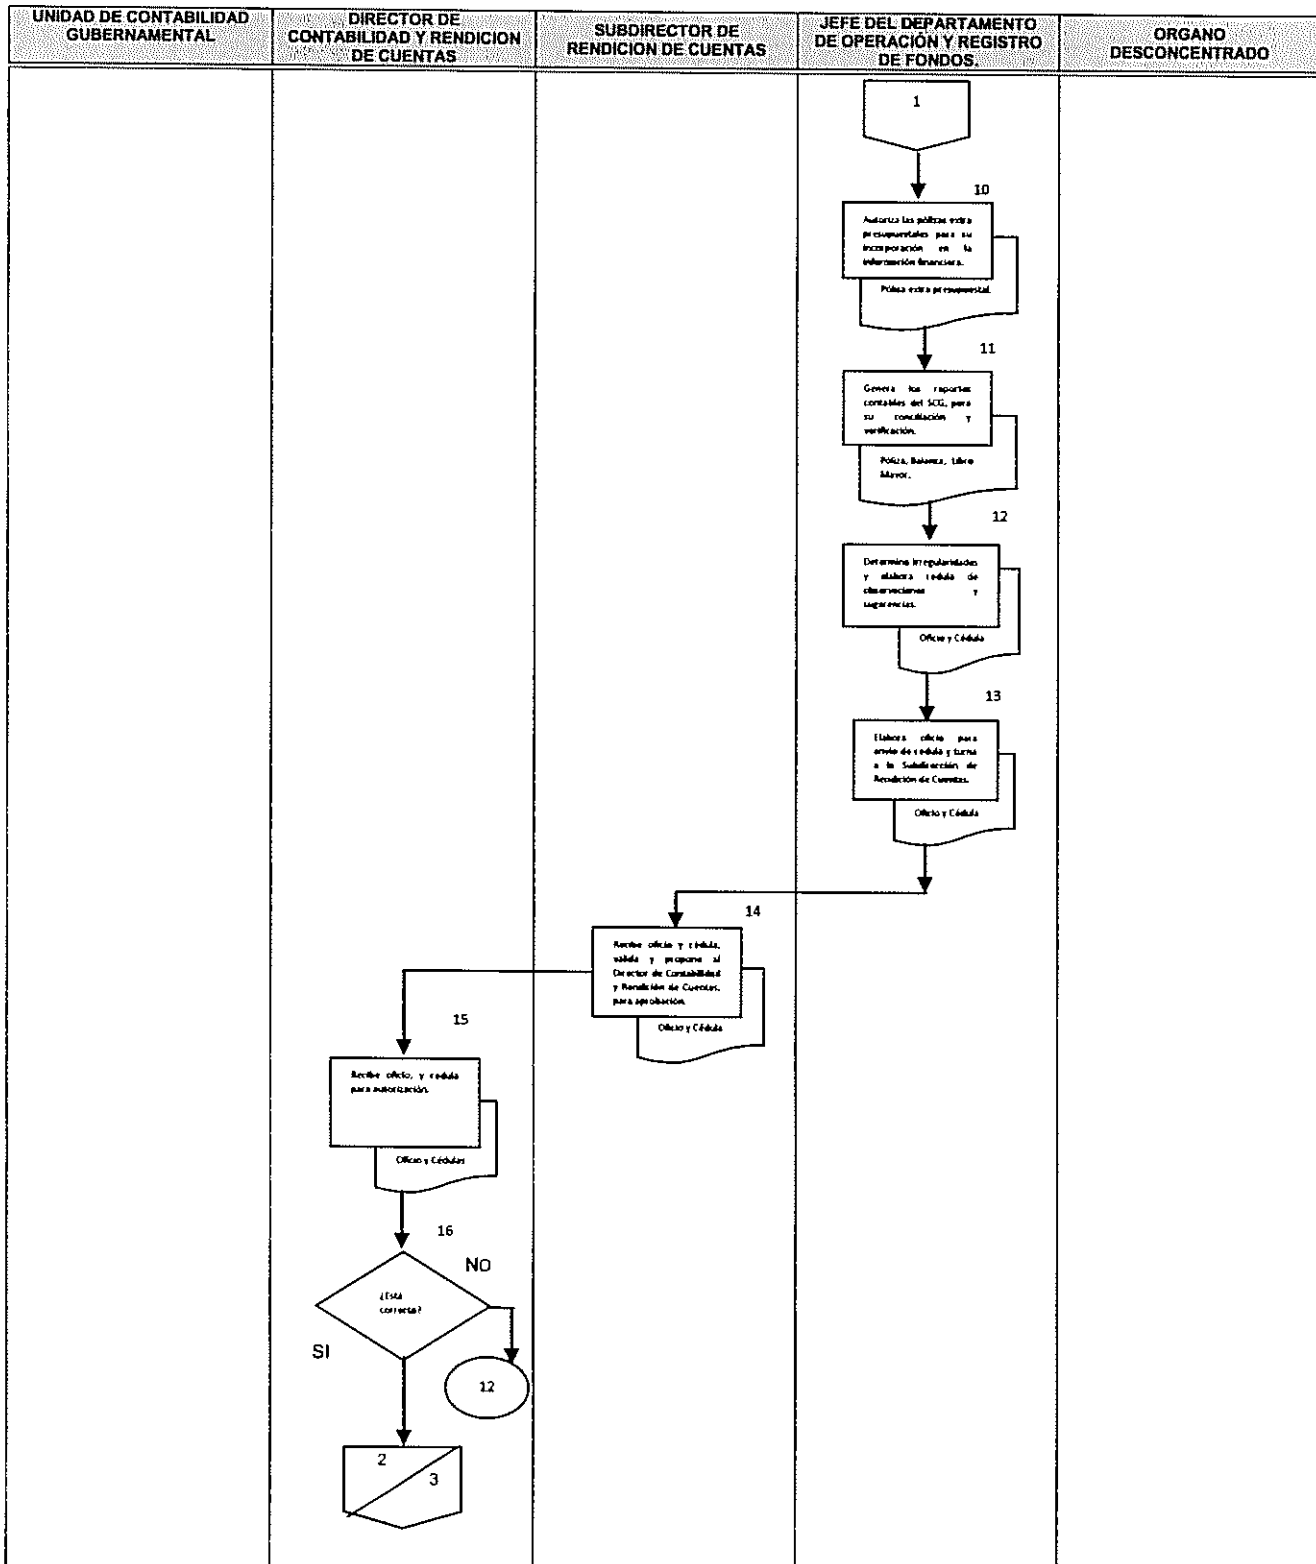 UNIDAD DE CONTABILIDAD
GUBERNAMENTAL
DIRECTOR DE
CONTABILIDAD Y RENDICION
DE CUENTAS
SUBDIRECTOR DE
RENDICION DE CUENTAS
JEFE DEL DEPARTAMENTO
DE OPERACIÓN Y REGISTRO
DE FONDOS.
ORGANO
DESCONCENTRADO
1
10
Autoriza las pólizas extra
presupuestales para su
incorporación en la
información financiera.
Póliza extra presupuestal.
11
Genera los reportes
contables del SCG, para
su conciliación y
verificación.
Póliza, Balanza, Libro
Mayor,
12
Determina irregularidades
y elabora cedula de
observaciones y
sugerencias.
Oficio y Cédula
13
Elabora oficio para
envío de cedula y turna
a la Subdirección de
Rendición de Cuentas.
Oficio y Cédula
14
Recibe oficio y cédula,
valida y propone al
Director de Contabilidad
y Rendición de Cuentas,
para aprobación.
Oficio y Cédula
15
Recibe oficio, y cedula
para autorización.
Oficio y Cédulas
16
NO
¿Está
correcta?
SI
12
2
3